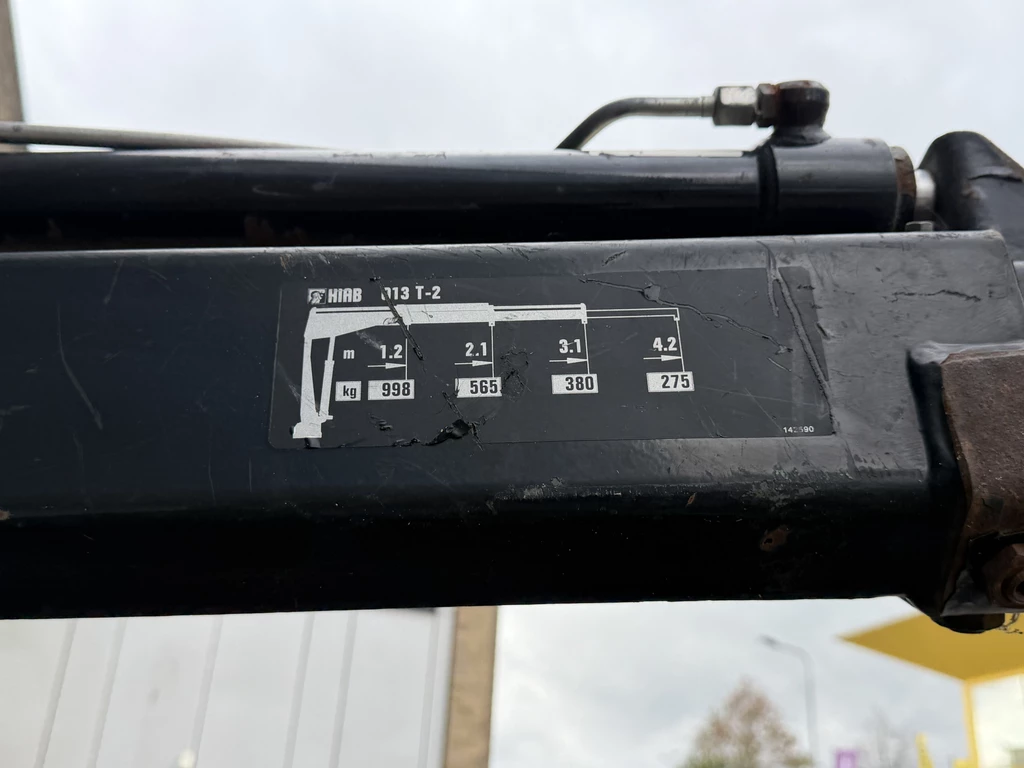 HIAB 013 T-2
m 1.2 2.1 3.1 4.2
kg 998 565 380 275